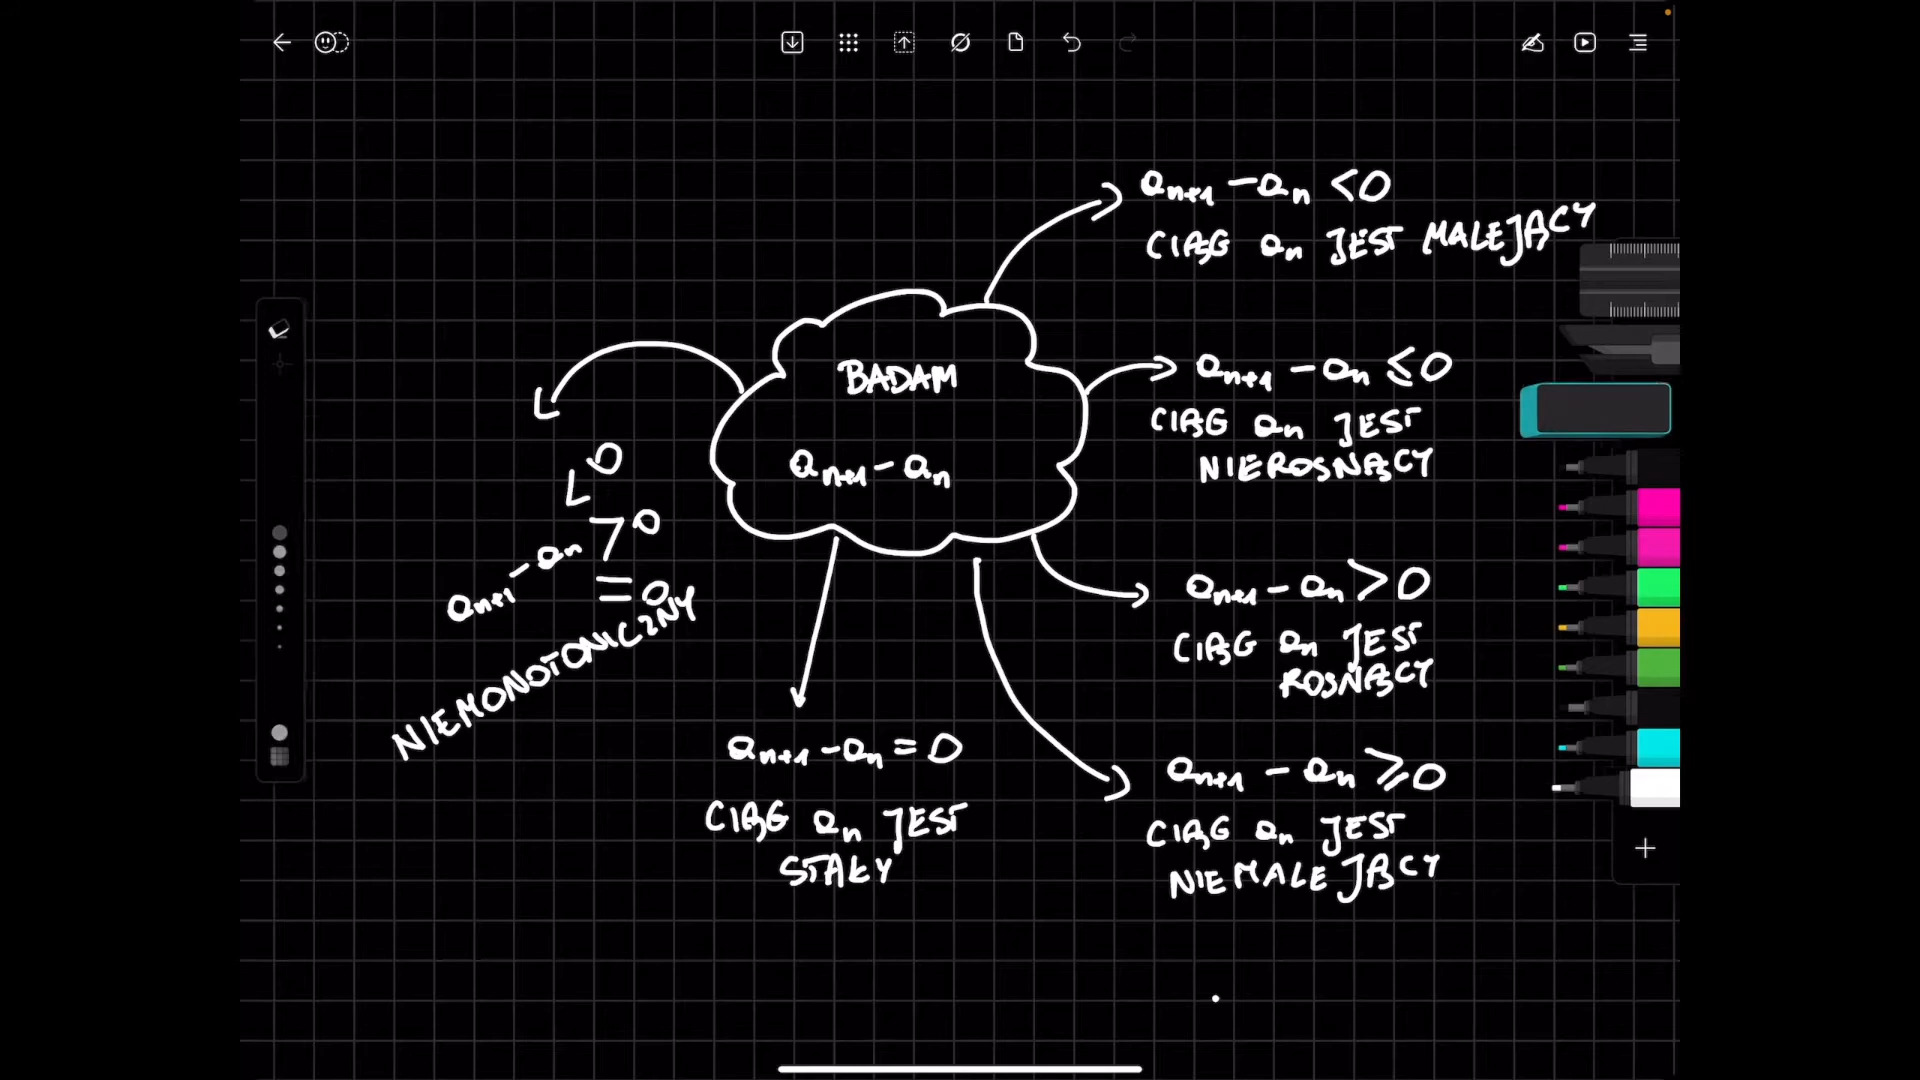 BADAM
aₙ₊₁ - aₙ
aₙ₊₁ - aₙ < 0
CIĄG aₙ JEST MALEJĄCY
aₙ₊₁ - aₙ ≤ 0
CIĄG aₙ JEST
NIEROSNĄCY
aₙ₊₁ - aₙ > 0
CIĄG aₙ JEST
ROSNĄCY
aₙ₊₁ - aₙ ≥ 0
CIĄG aₙ JEST
NIEMALEJĄCY
aₙ₊₁ - aₙ = 0
CIĄG aₙ JEST
STAŁY
< 0
aₙ₊₁ - aₙ > 0
= 0
NIEMONOTONICZNY